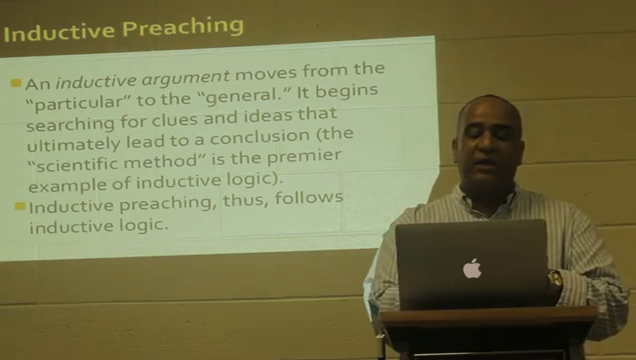 Inductive Preaching
An inductive argument moves from the
"particular" to the "general." It begins
searching for clues and ideas that
ultimately lead to a conclusion (the
"scientific method" is the premier
example of inductive logic).
Inductive preaching, thus, follows
inductive logic.